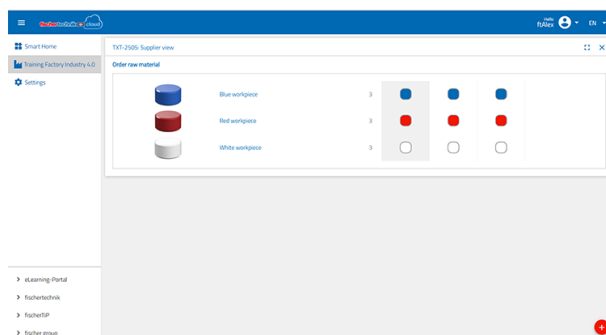 fischertechnik cloud
Hello
ftAlex
EN
Smart Home
Training Factory Industry 4.0
Settings
TXT-2505: Supplier view
Order raw material
Blue workpiece 3
Red workpiece 3
White workpiece 3
eLearning-Portal
fischertechnik
fischerTiP
fischer group